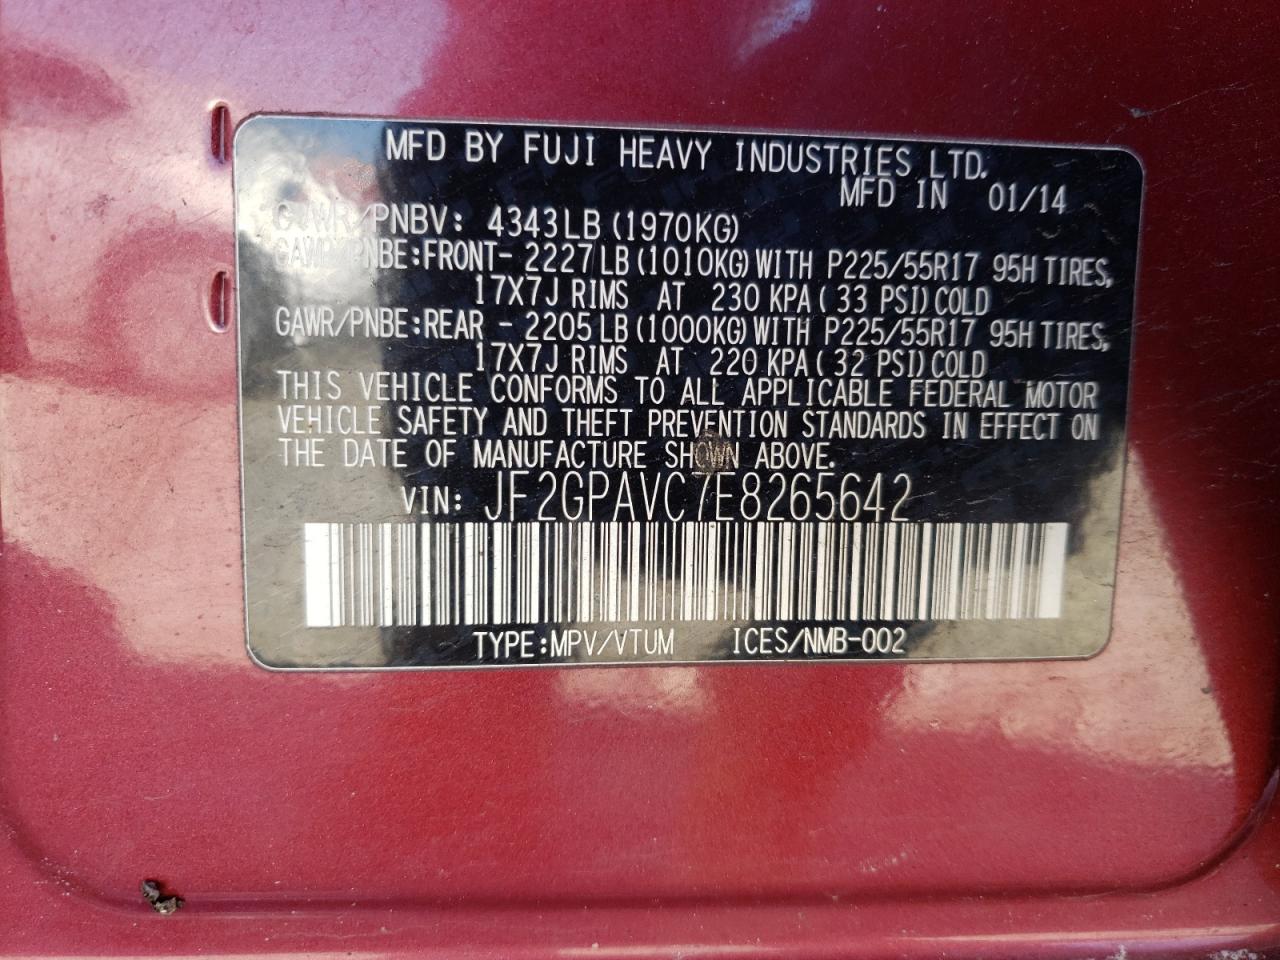 MFD BY FUJI HEAVY INDUSTRIES LTD.
MFD IN 01/14
GVWR/PNBV: 4343LB (1970KG)
GAWR/PNBE:FRONT- 2227 LB (1010KG) WITH P225/55R17 95H TIRES,
17X7J RIMS AT 230 KPA ( 33 PSI) COLD
GAWR/PNBE:REAR - 2205 LB (1000KG) WITH P225/55R17 95H TIRES,
17X7J RIMS AT 220 KPA ( 32 PSI) COLD
THIS VEHICLE CONFORMS TO ALL APPLICABLE FEDERAL MOTOR
VEHICLE SAFETY AND THEFT PREVENTION STANDARDS IN EFFECT ON
THE DATE OF MANUFACTURE SHOWN ABOVE.
VIN: JF2GPAVC7E8265642
TYPE:MPV/VTUM ICES/NMB-002